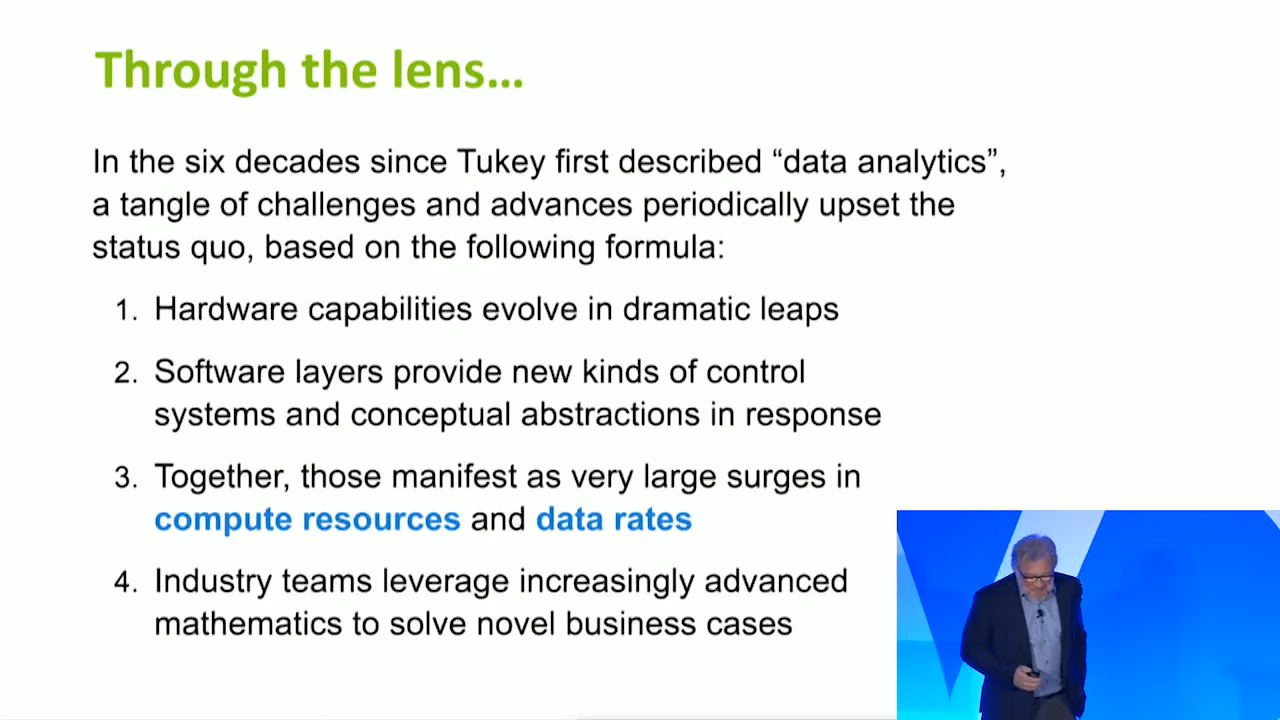 Through the lens...
In the six decades since Tukey first described “data analytics”,
a tangle of challenges and advances periodically upset the
status quo, based on the following formula:
1. Hardware capabilities evolve in dramatic leaps
2. Software layers provide new kinds of control
systems and conceptual abstractions in response
3. Together, those manifest as very large surges in
compute resources and data rates
4. Industry teams leverage increasingly advanced
mathematics to solve novel business cases